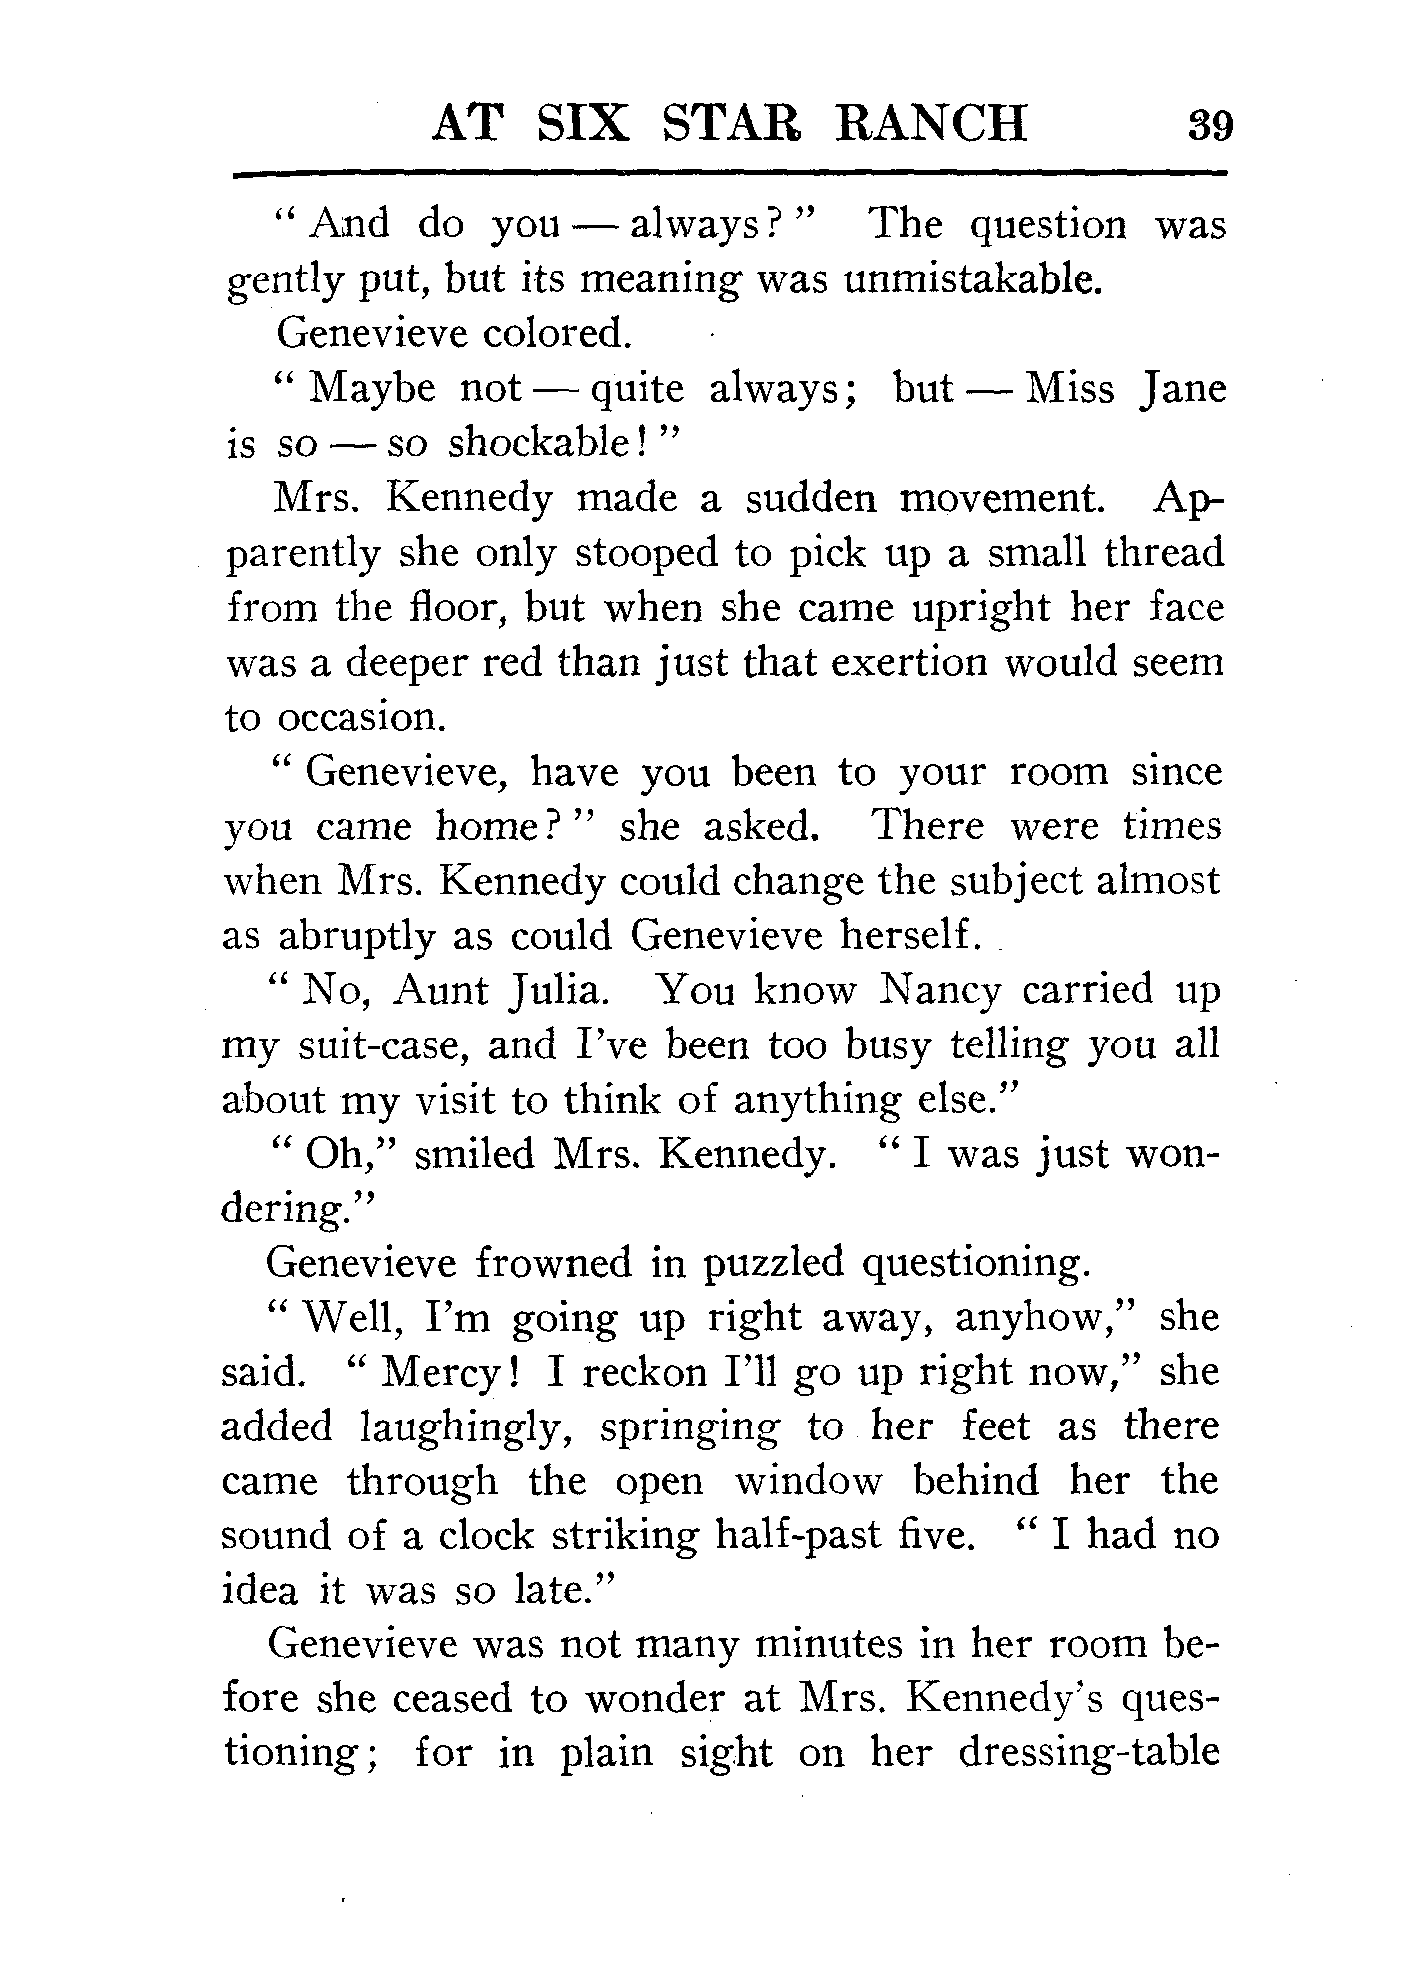 AT SIX STAR RANCH 39
" And do you — always? " The question was
gently put, but its meaning was unmistakable.
Genevieve colored.
" Maybe not — quite always; but — Miss Jane
is so — so shockable! "
Mrs. Kennedy made a sudden movement. Ap-
parently she only stooped to pick up a small thread
from the floor, but when she came upright her face
was a deeper red than just that exertion would seem
to occasion.
" Genevieve, have you been to your room since
you came home? " she asked. There were times
when Mrs. Kennedy could change the subject almost
as abruptly as could Genevieve herself.
" No, Aunt Julia. You know Nancy carried up
my suit-case, and I've been too busy telling you all
about my visit to think of anything else."
" Oh," smiled Mrs. Kennedy. " I was just won-
dering."
Genevieve frowned in puzzled questioning.
" Well, I'm going up right away, anyhow," she
said. " Mercy! I reckon I'll go up right now," she
added laughingly, springing to her feet as there
came through the open window behind her the
sound of a clock striking half-past five. " I had no
idea it was so late."
Genevieve was not many minutes in her room be-
fore she ceased to wonder at Mrs. Kennedy's ques-
tioning; for in plain sight on her dressing-table